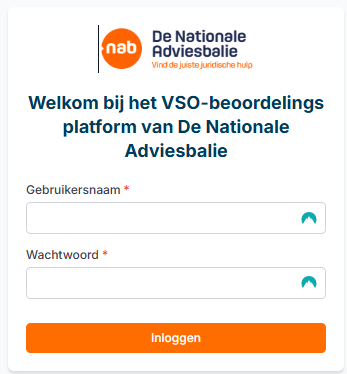 nab
De Nationale
Adviesbalie
Vind de juiste juridische hulp
Welkom bij het VSO-beoordelings
platform van De Nationale
Adviesbalie
Gebruikersnaam *
Wachtwoord *
Inloggen